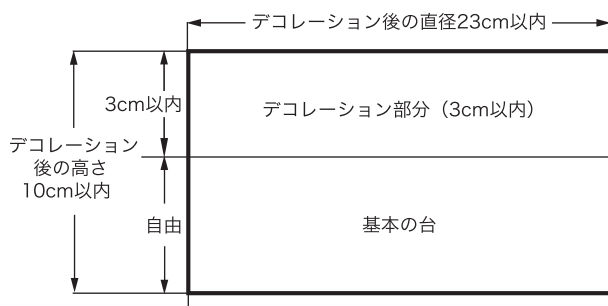 デコレーション後の直径23cm以内
3cm以内
デコレーション部分（3cm以内）
デコレーション
後の高さ
10cm以内
自由
基本の台